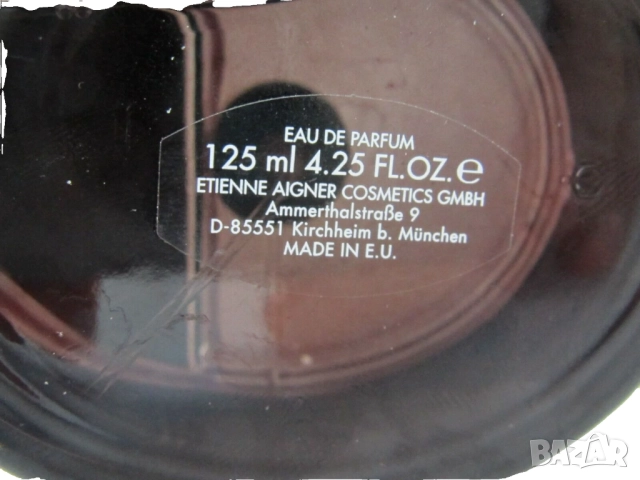 EAU DE PARFUM
125 ml 4.25 FL.OZ.℮
ETIENNE AIGNER COSMETICS GMBH
Ammerthalstraße 9
D-85551 Kirchheim b. München
MADE IN E.U.
BAZAR